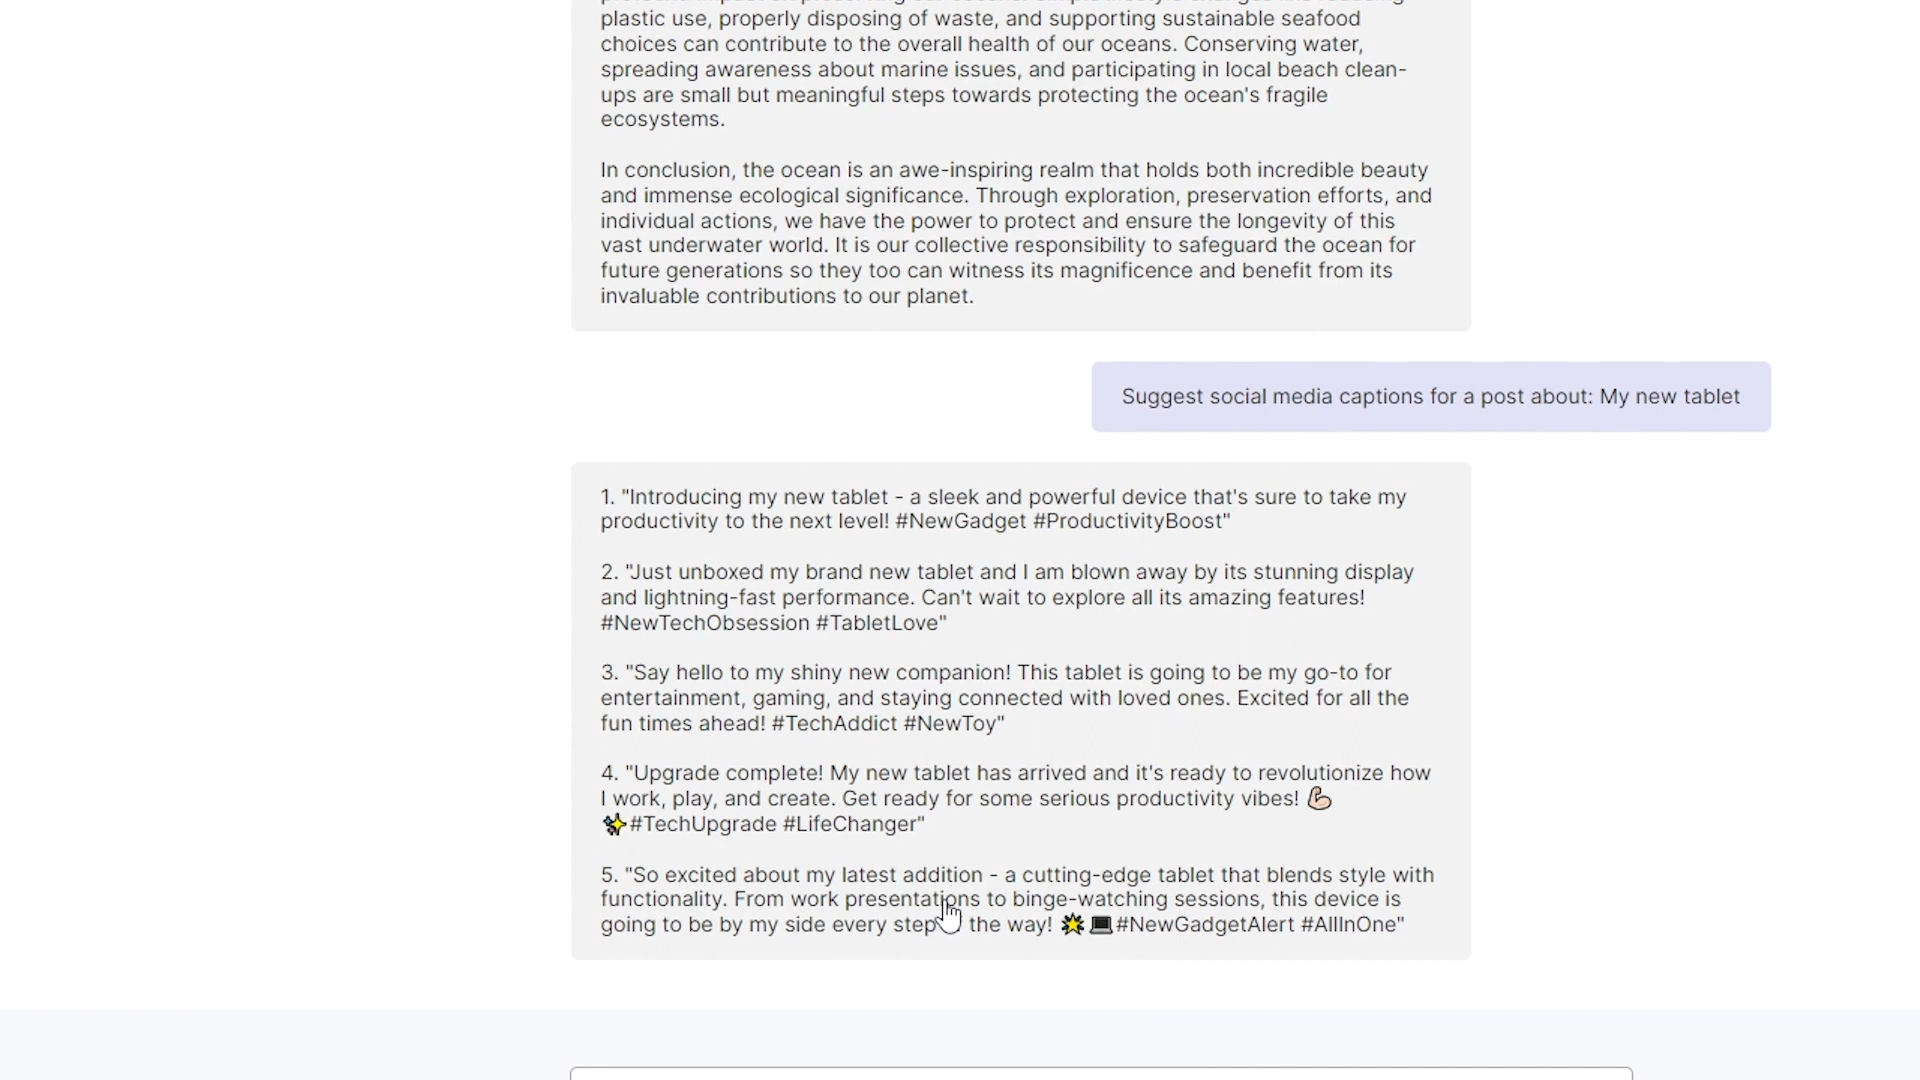 plastic use, properly disposing of waste, and supporting sustainable seafood
choices can contribute to the overall health of our oceans. Conserving water,
spreading awareness about marine issues, and participating in local beach clean-
ups are small but meaningful steps towards protecting the ocean's fragile
ecosystems.
In conclusion, the ocean is an awe-inspiring realm that holds both incredible beauty
and immense ecological significance. Through exploration, preservation efforts, and
individual actions, we have the power to protect and ensure the longevity of this
vast underwater world. It is our collective responsibility to safeguard the ocean for
future generations so they too can witness its magnificence and benefit from its
invaluable contributions to our planet.
Suggest social media captions for a post about: My new tablet
1. "Introducing my new tablet - a sleek and powerful device that's sure to take my
productivity to the next level! #NewGadget #ProductivityBoost"
2. "Just unboxed my brand new tablet and I am blown away by its stunning display
and lightning-fast performance. Can't wait to explore all its amazing features!
#NewTechObsession #TabletLove"
3. "Say hello to my shiny new companion! This tablet is going to be my go-to for
entertainment, gaming, and staying connected with loved ones. Excited for all the
fun times ahead! #TechAddict #NewToy"
4. "Upgrade complete! My new tablet has arrived and it's ready to revolutionize how
I work, play, and create. Get ready for some serious productivity vibes! 💪🏻
✨#TechUpgrade #LifeChanger"
5. "So excited about my latest addition - a cutting-edge tablet that blends style with
functionality. From work presentations to binge-watching sessions, this device is
going to be by my side every step the way! 🌟💻#NewGadgetAlert #AllInOne"